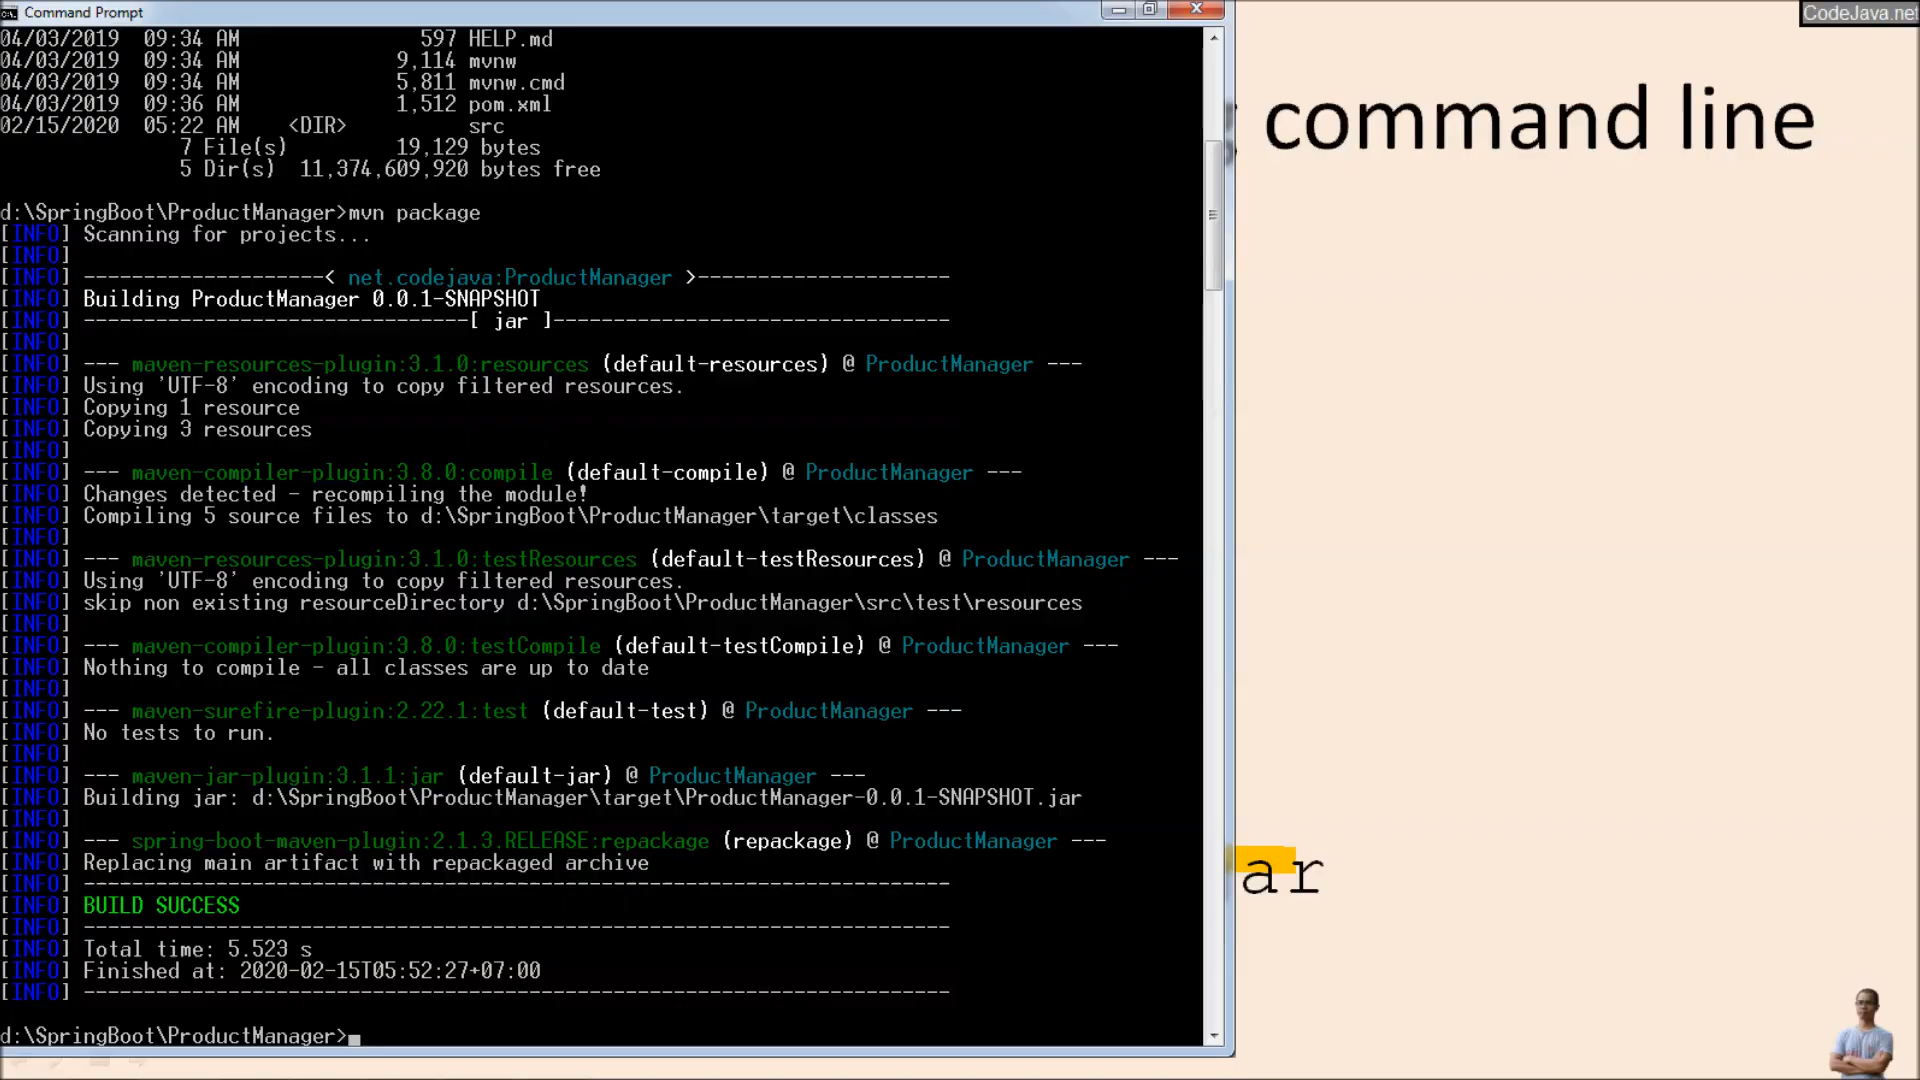 Command Prompt
CodeJava.net
04/03/2019  09:34 AM               597 HELP.md
04/03/2019  09:34 AM             9,114 mvnw
04/03/2019  09:34 AM             5,811 mvnw.cmd
04/03/2019  09:36 AM             1,512 pom.xml
02/15/2020  05:22 AM    <DIR>          src
7 File(s)         19,129 bytes
5 Dir(s)  11,374,609,920 bytes free
command line
d:\SpringBoot\ProductManager>mvn package
[INFO] Scanning for projects...
[INFO]
[INFO] --------------------< net.codejava:ProductManager >---------------------
[INFO] Building ProductManager 0.0.1-SNAPSHOT
[INFO] --------------------------------[ jar ]---------------------------------
[INFO]
[INFO] --- maven-resources-plugin:3.1.0:resources (default-resources) @ ProductManager ---
[INFO] Using 'UTF-8' encoding to copy filtered resources.
[INFO] Copying 1 resource
[INFO] Copying 3 resources
[INFO]
[INFO] --- maven-compiler-plugin:3.8.0:compile (default-compile) @ ProductManager ---
[INFO] Changes detected - recompiling the module!
[INFO] Compiling 5 source files to d:\SpringBoot\ProductManager\target\classes
[INFO]
[INFO] --- maven-resources-plugin:3.1.0:testResources (default-testResources) @ ProductManager ---
[INFO] Using 'UTF-8' encoding to copy filtered resources.
[INFO] skip non existing resourceDirectory d:\SpringBoot\ProductManager\src\test\resources
[INFO]
[INFO] --- maven-compiler-plugin:3.8.0:testCompile (default-testCompile) @ ProductManager ---
[INFO] Nothing to compile - all classes are up to date
[INFO]
[INFO] --- maven-surefire-plugin:2.22.1:test (default-test) @ ProductManager ---
[INFO] No tests to run.
[INFO]
[INFO] --- maven-jar-plugin:3.1.1:jar (default-jar) @ ProductManager ---
[INFO] Building jar: d:\SpringBoot\ProductManager\target\ProductManager-0.0.1-SNAPSHOT.jar
[INFO]
[INFO] --- spring-boot-maven-plugin:2.1.3.RELEASE:repackage (repackage) @ ProductManager ---
[INFO] Replacing main artifact with repackaged archive
[INFO] ------------------------------------------------------------------------
[INFO] BUILD SUCCESS
[INFO] ------------------------------------------------------------------------
[INFO] Total time: 5.523 s
[INFO] Finished at: 2020-02-15T05:52:27+07:00
[INFO] ------------------------------------------------------------------------
ar
d:\SpringBoot\ProductManager>